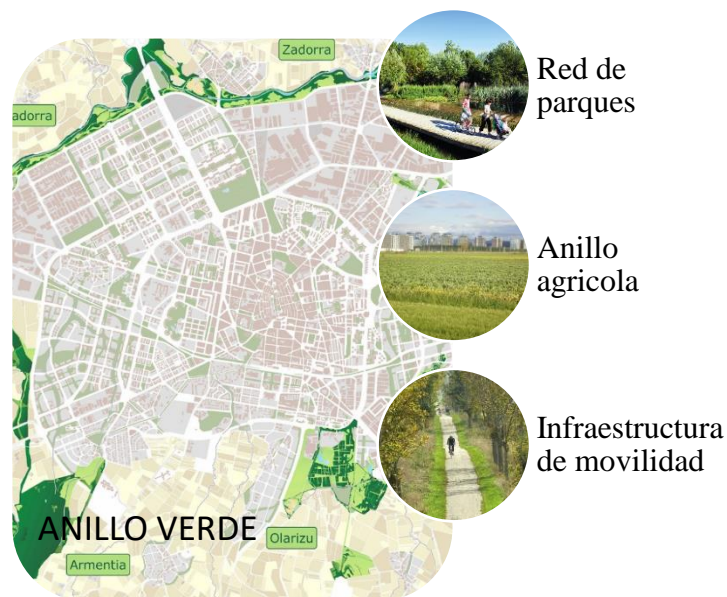 Zadorra
adorra
Red de
parques
Anillo
agricola
Infraestructura
de movilidad
ANILLO VERDE
Olarizu
Armentia